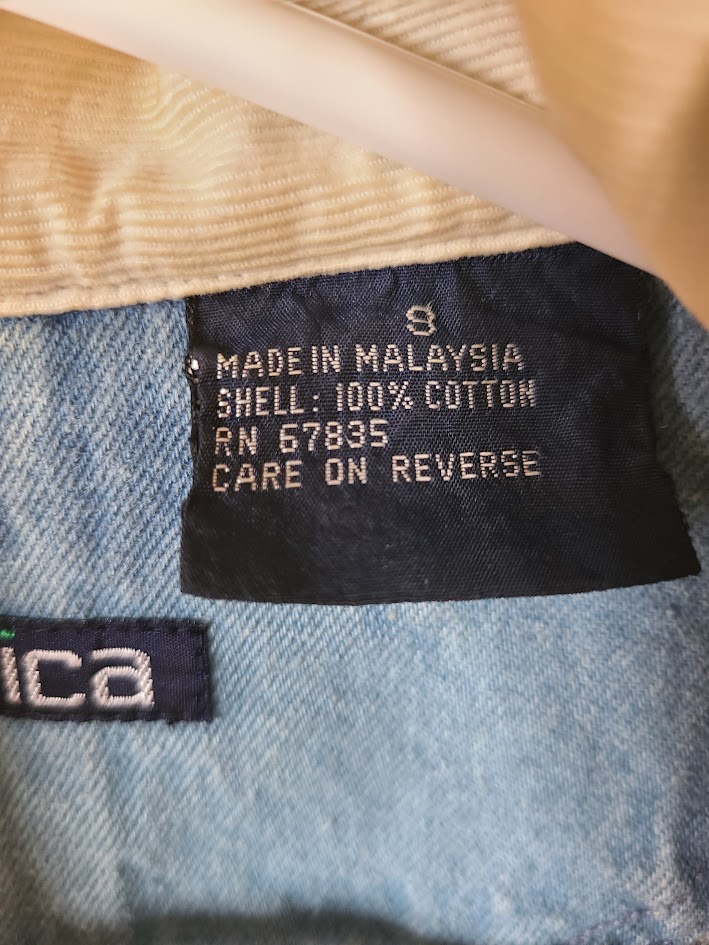 S
MADE IN MALAYSIA
SHELL: 100% COTTON
RN 67835
CARE ON REVERSE
ica